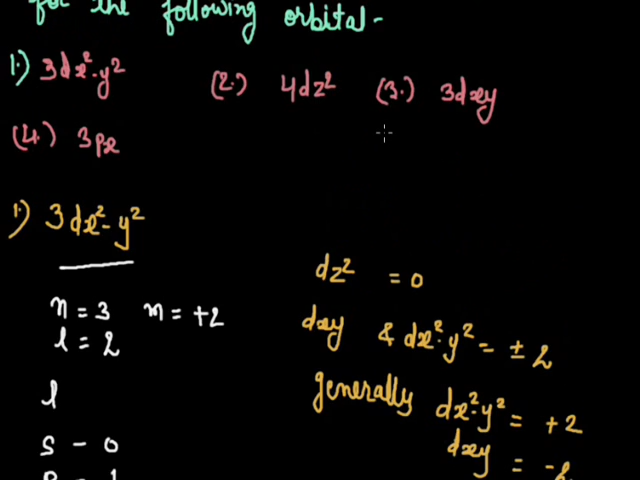 for the following orbital-
1.) 3dx²-y² (2.) 4dz² (3.) 3dxy
(4.) 3px
1.) 3dx²-y²
n = 3 m = +2
l = 2
l
s - 0
p - 1
dz² = 0
dxy & dx²-y² = ± 2
generally dx²-y² = +2
dxy = -2